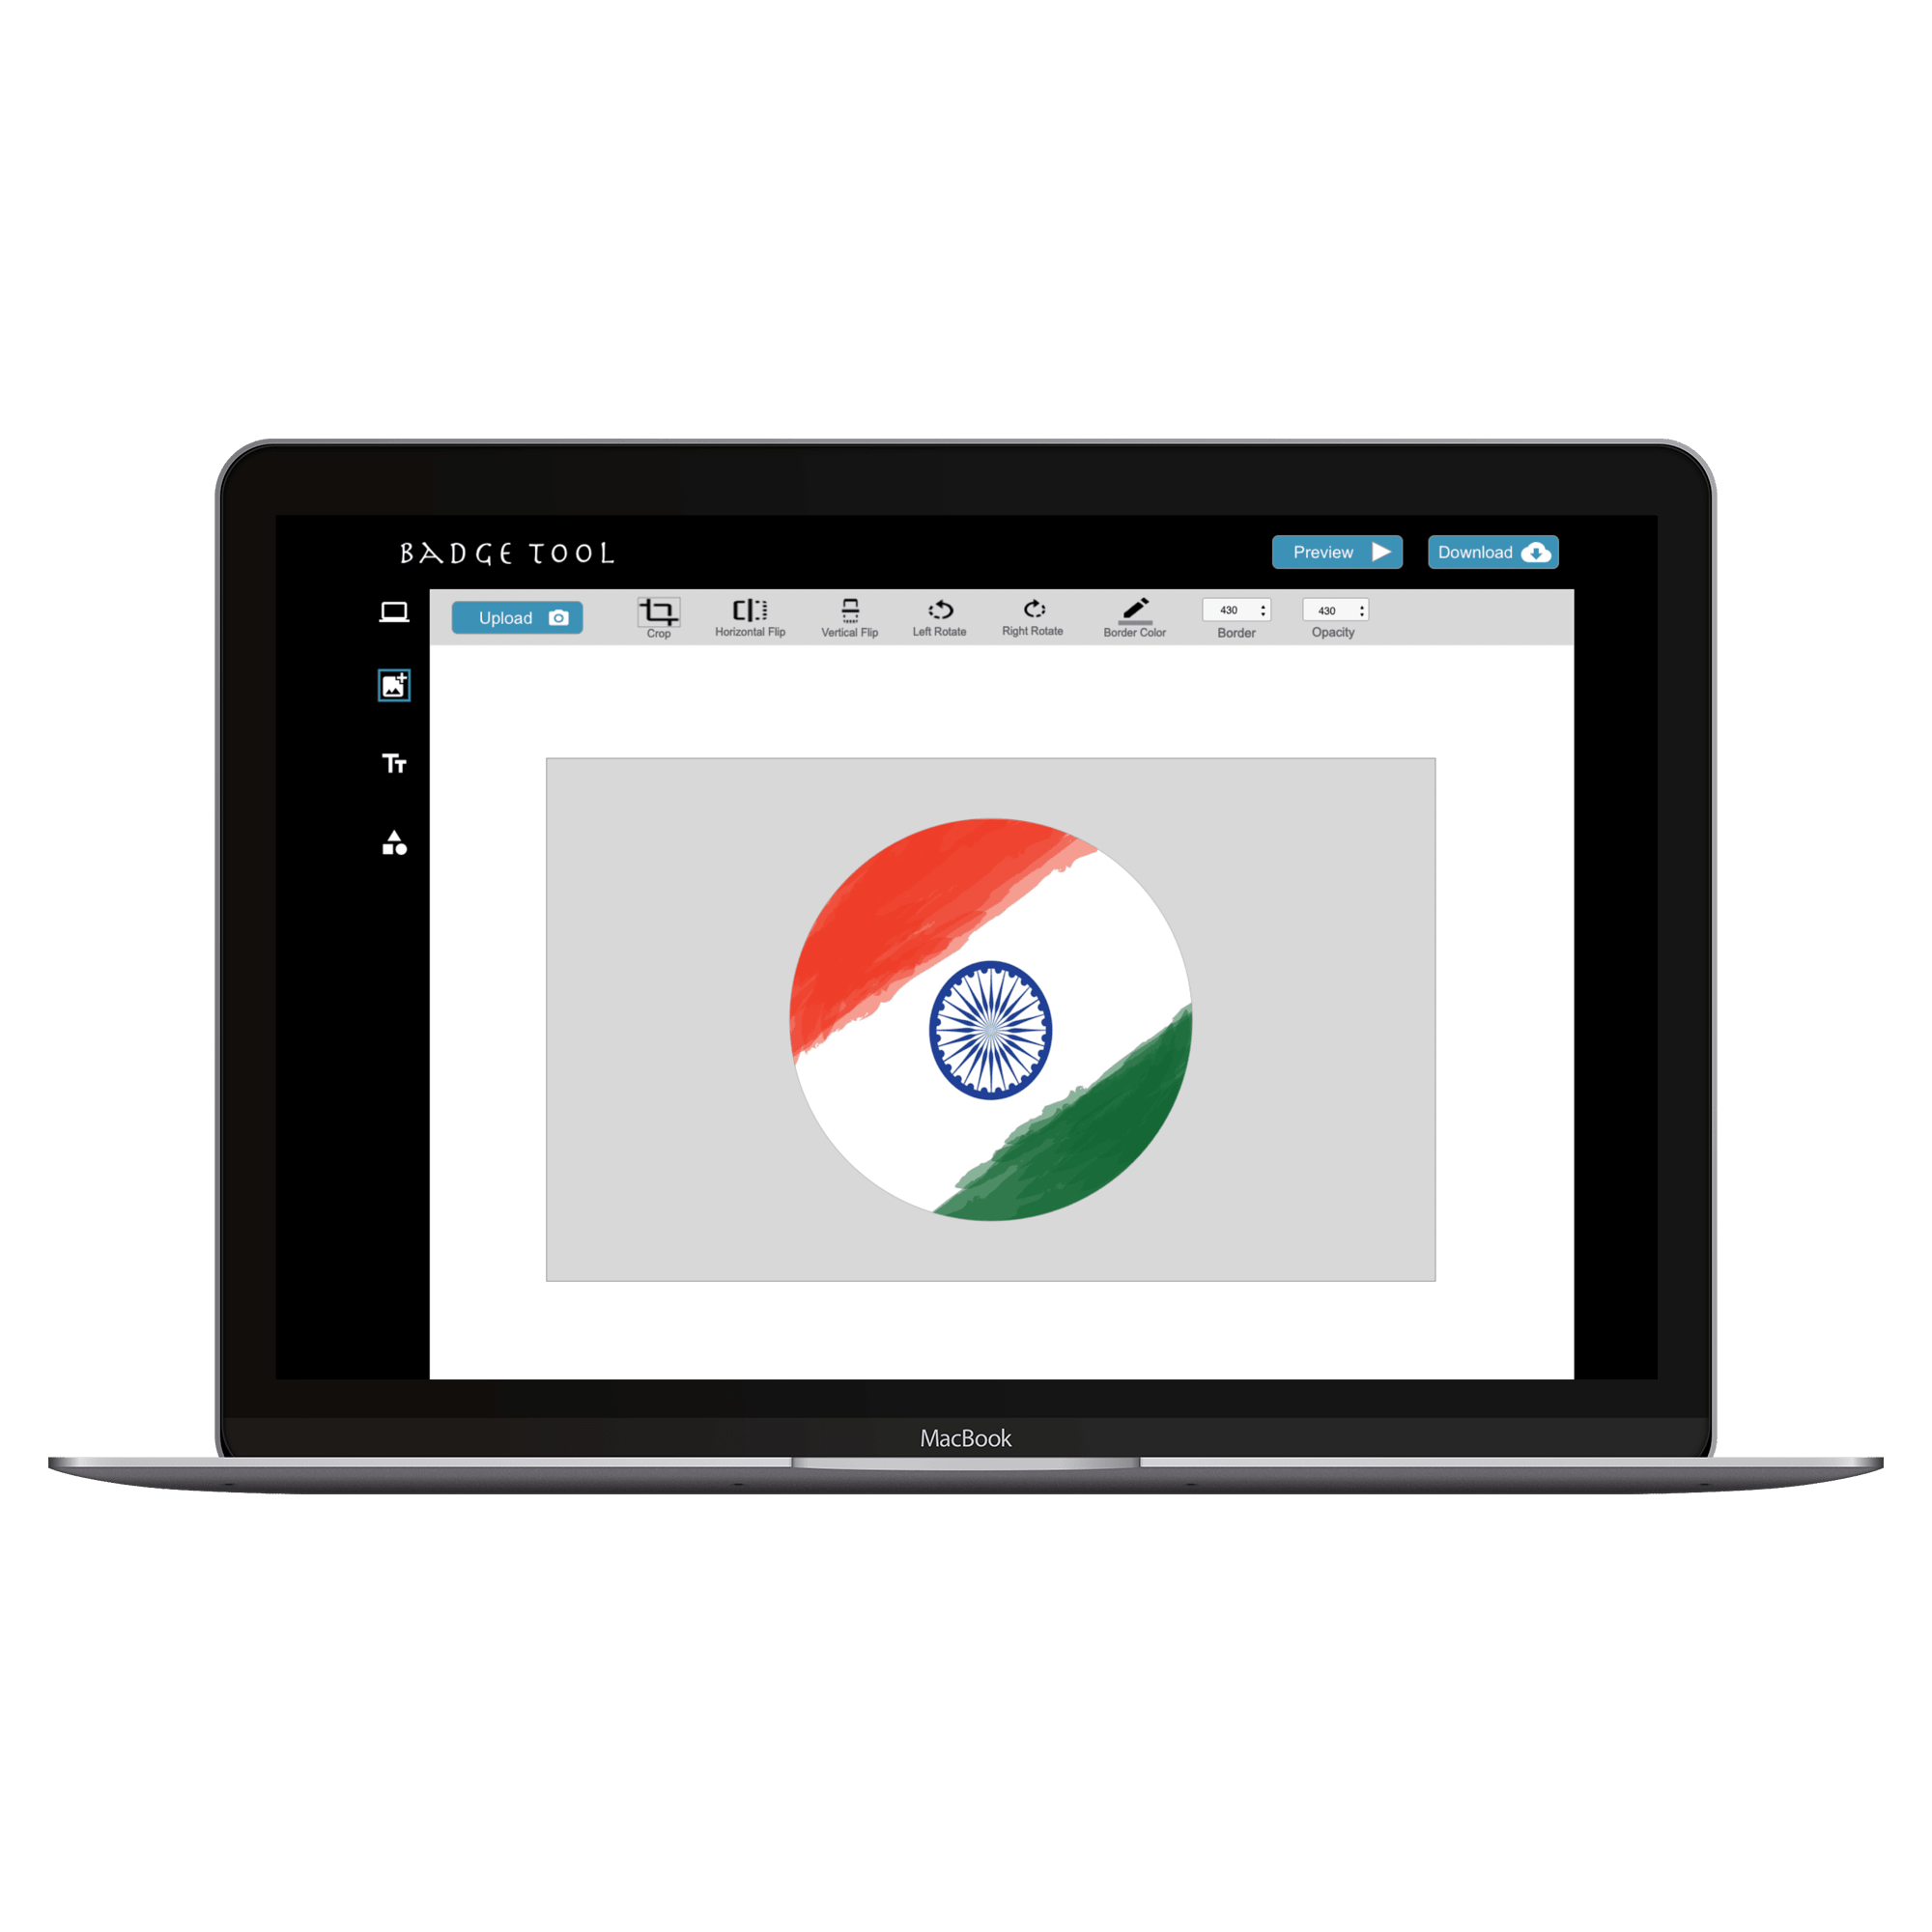 BADGE TOOL
Preview
Download
Upload
Crop
Horizontal Flip
Vertical Flip
Left Rotate
Right Rotate
Border Color
430
Border
430
Opacity
TT
MacBook